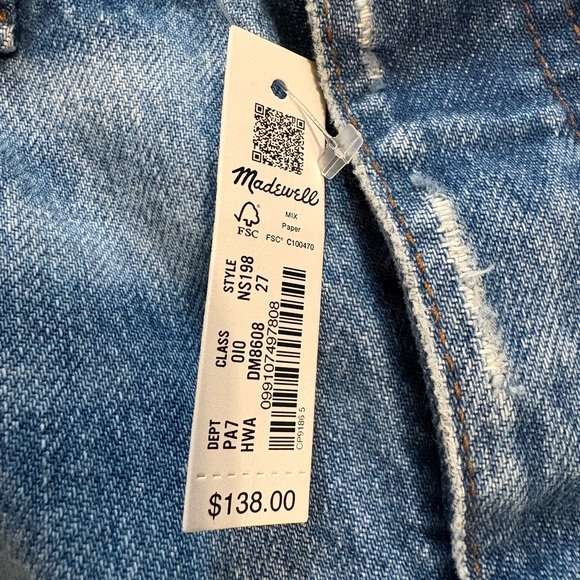 Madewell
MIX
Paper
FSC
FSC® C100470
DEPT CLASS STYLE
PA7 010 NS198
HWA DM8608 27
099107497808
CP9186 5
$138.00